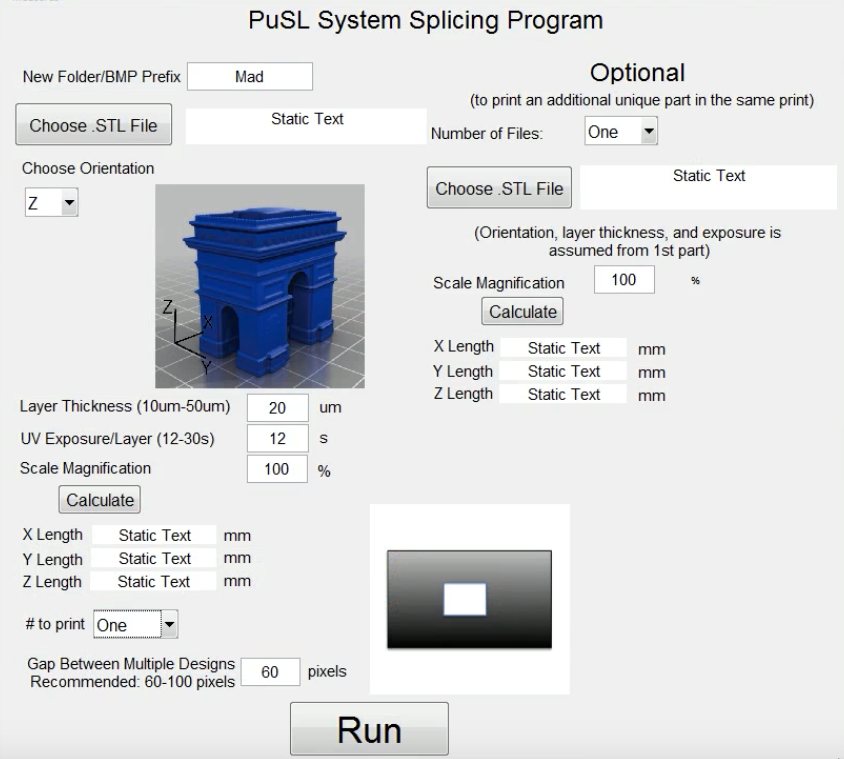 PuSL System Splicing Program
New Folder/BMP Prefix Mad
Choose .STL File Static Text
Choose Orientation
Z
Z
X
Y
Layer Thickness (10um-50um) 20 um
UV Exposure/Layer (12-30s) 12 s
Scale Magnification 100 %
Calculate
X Length Static Text mm
Y Length Static Text mm
Z Length Static Text mm
# to print One
Gap Between Multiple Designs
Recommended: 60-100 pixels 60 pixels
Optional
(to print an additional unique part in the same print)
Number of Files: One
Choose .STL File Static Text
(Orientation, layer thickness, and exposure is
assumed from 1st part)
Scale Magnification 100 %
Calculate
X Length Static Text mm
Y Length Static Text mm
Z Length Static Text mm
Run